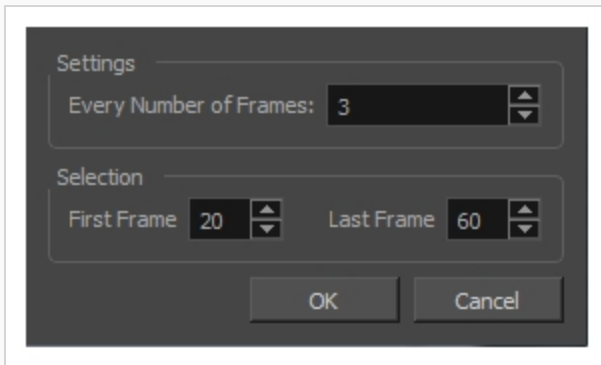 Settings
Every Number of Frames: 3
Selection
First Frame 20 Last Frame 60
OK Cancel